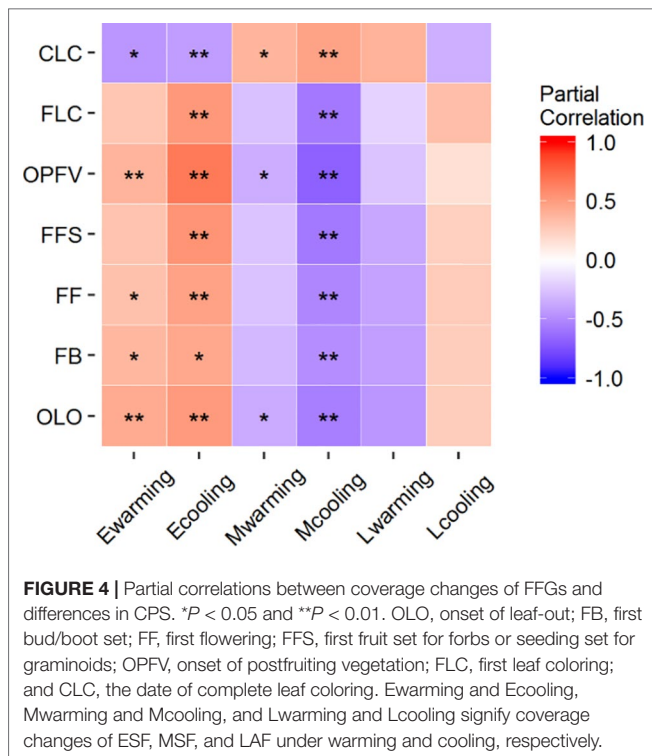 CLC * ** * **
FLC ** **
OPFV ** ** * **
FFS ** **
FF * ** **
FB * * **
OLO ** ** * **
Ewarming Ecooling Mwarming Mcooling Lwarming Lcooling
Partial
Correlation
1.0
0.5
0.0
-0.5
-1.0
FIGURE 4 | Partial correlations between coverage changes of FFGs and
differences in CPS. *P < 0.05 and **P < 0.01. OLO, onset of leaf-out; FB, first
bud/boot set; FF, first flowering; FFS, first fruit set for forbs or seeding set for
graminoids; OPFV, onset of postfruiting vegetation; FLC, first leaf coloring;
and CLC, the date of complete leaf coloring. Ewarming and Ecooling,
Mwarming and Mcooling, and Lwarming and Lcooling signify coverage
changes of ESF, MSF, and LAF under warming and cooling, respectively.